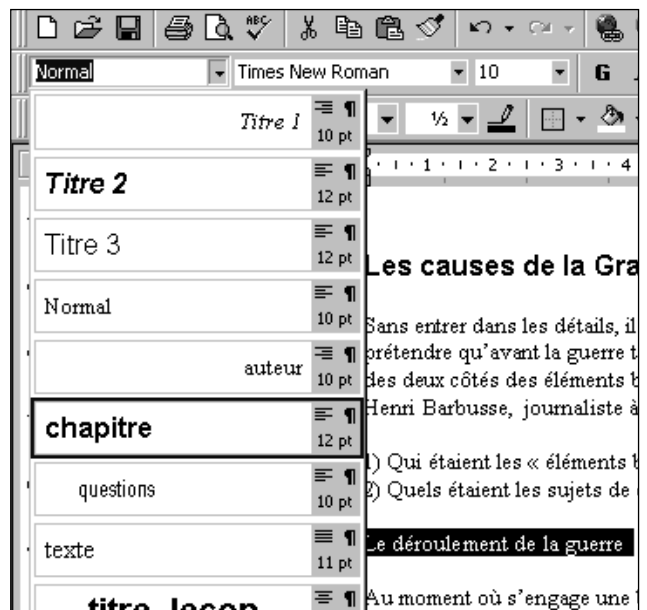 ABC
Normal Times New Roman 10 G
½
1 2 3 4
Titre 1 10 pt
Titre 2 12 pt
Titre 3 12 pt
Normal 10 pt
auteur 10 pt
chapitre 12 pt
questions 10 pt
texte 11 pt
titre leçon
Les causes de la Gra
Sans entrer dans les détails, il
prétendre qu'avant la guerre t
des deux côtés des éléments b
Henri Barbusse, journaliste à
1) Qui étaient les « éléments b
2) Quels étaient les sujets de
Le déroulement de la guerre
Au moment où s'engage une